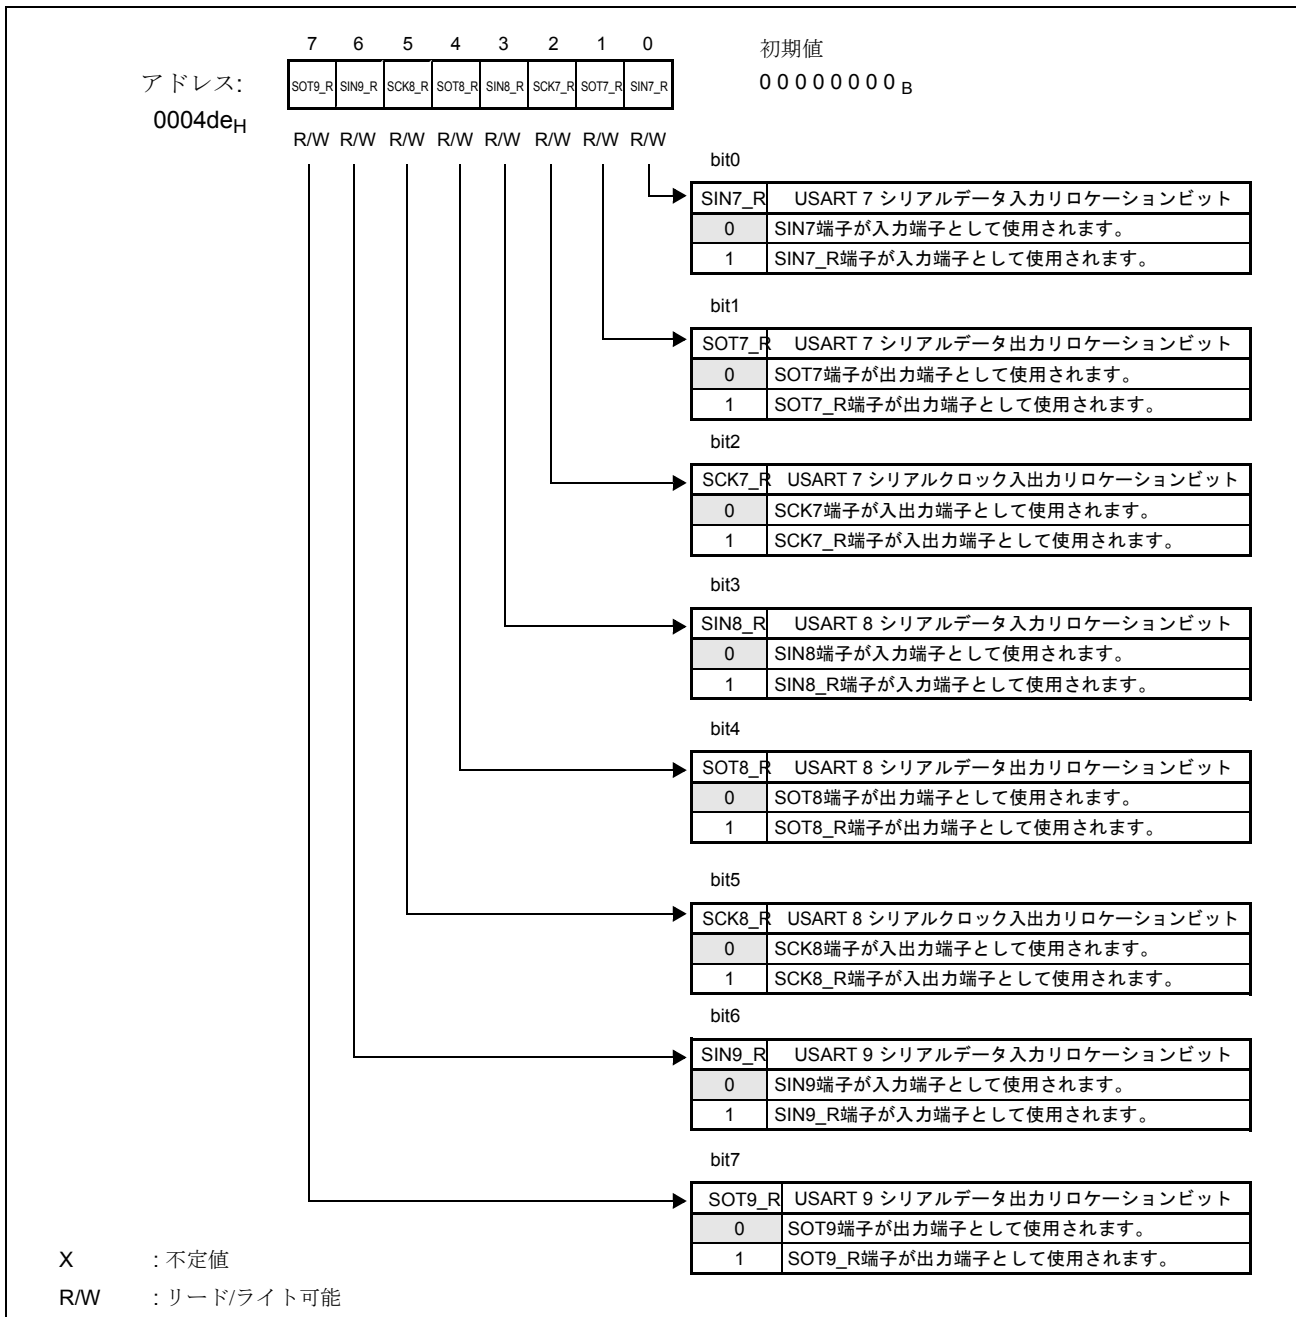 7 6 5 4 3 2 1 0
初期値
アドレス:
SOT9_R SIN9_R SCK8_R SOT8_R SIN8_R SCK7_R SOT7_R SIN7_R
0 0 0 0 0 0 0 0 B
0004deH
R/W R/W R/W R/W R/W R/W R/W R/W
bit0
SIN7_R USART 7 シリアルデータ入力リロケーションビット
0 SIN7端子が入力端子として使用されます。
1 SIN7_R端子が入力端子として使用されます。
bit1
SOT7_R USART 7 シリアルデータ出力リロケーションビット
0 SOT7端子が出力端子として使用されます。
1 SOT7_R端子が出力端子として使用されます。
bit2
SCK7_R USART 7 シリアルクロック入出力リロケーションビット
0 SCK7端子が入出力端子として使用されます。
1 SCK7_R端子が入出力端子として使用されます。
bit3
SIN8_R USART 8 シリアルデータ入力リロケーションビット
0 SIN8端子が入力端子として使用されます。
1 SIN8_R端子が入力端子として使用されます。
bit4
SOT8_R USART 8 シリアルデータ出力リロケーションビット
0 SOT8端子が出力端子として使用されます。
1 SOT8_R端子が出力端子として使用されます。
bit5
SCK8_R USART 8 シリアルクロック入出力リロケーションビット
0 SCK8端子が入出力端子として使用されます。
1 SCK8_R端子が入出力端子として使用されます。
bit6
SIN9_R USART 9 シリアルデータ入力リロケーションビット
0 SIN9端子が入力端子として使用されます。
1 SIN9_R端子が入力端子として使用されます。
bit7
SOT9_R USART 9 シリアルデータ出力リロケーションビット
0 SOT9端子が出力端子として使用されます。
1 SOT9_R端子が出力端子として使用されます。
X : 不定値
R/W : リード/ライト可能